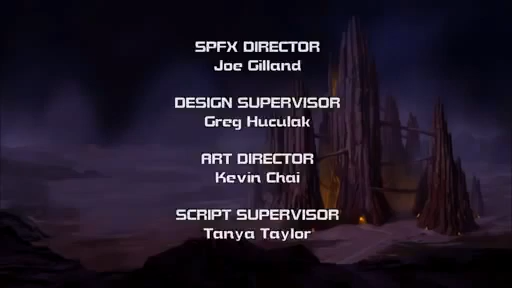 SPFX DIRECTOR
Joe Gilland
DESIGN SUPERVISOR
Greg Huculak
ART DIRECTOR
Kevin Chai
SCRIPT SUPERVISOR
Tanya Taylor